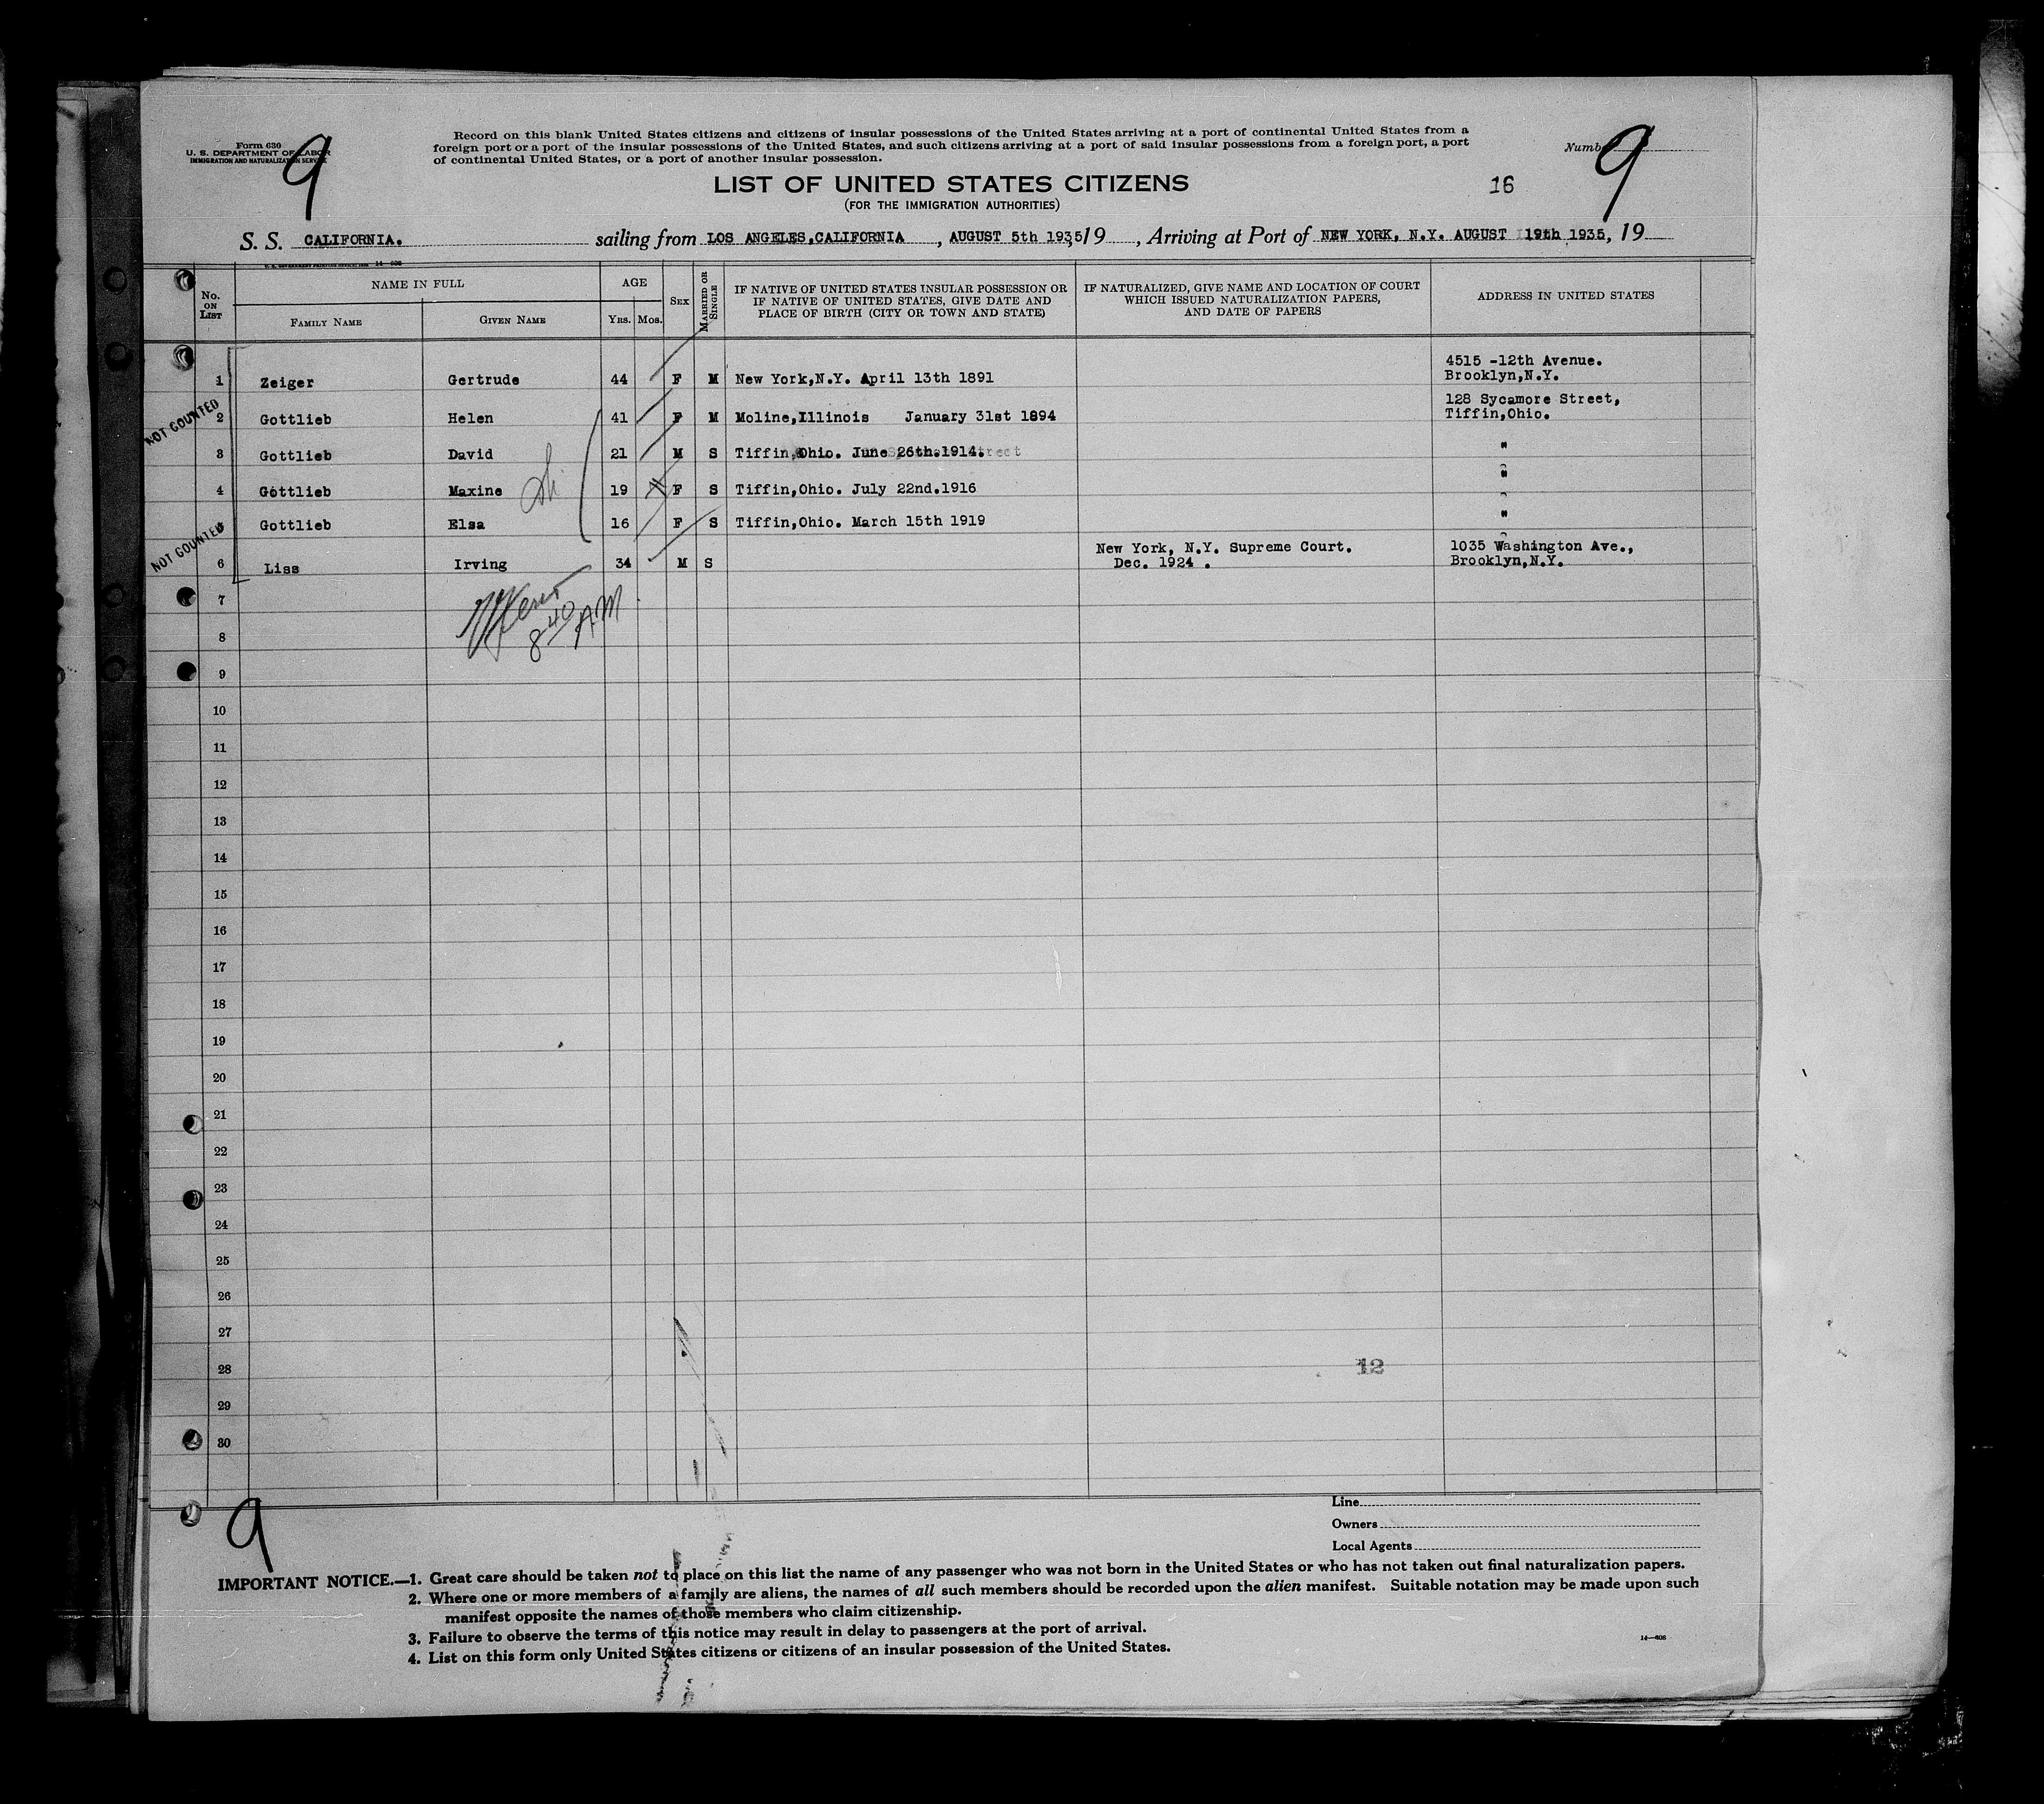 Form 630
U. S. DEPARTMENT OF LABOR
IMMIGRATION AND NATURALIZATION SERVICE
9
Record on this blank United States citizens and citizens of insular possessions of the United States arriving at a port of continental United States from a
foreign port or a port of the insular possessions of the United States, and such citizens arriving at a port of said insular possessions from a foreign port, a port
of continental United States, or a port of another insular possession.
Number 9
LIST OF UNITED STATES CITIZENS
(FOR THE IMMIGRATION AUTHORITIES)
16
S. S. CALIFORNIA. sailing from LOS ANGELES,CALIFORNIA , AUGUST 5th 1935, 19 , Arriving at Port of NEW YORK, N.Y. AUGUST 19th 1935, 19
No. ON LIST NAME IN FULL FAMILY NAME GIVEN NAME AGE YRS. MOS. SEX MARRIED OR SINGLE IF NATIVE OF UNITED STATES INSULAR POSSESSION OR IF NATIVE OF UNITED STATES, GIVE DATE AND PLACE OF BIRTH (CITY OR TOWN AND STATE) IF NATURALIZED, GIVE NAME AND LOCATION OF COURT WHICH ISSUED NATURALIZATION PAPERS, AND DATE OF PAPERS ADDRESS IN UNITED STATES
4515 -12th Avenue.
1 Zeiger Gertrude 44 F M New York,N.Y. April 13th 1891 Brooklyn,N.Y.
NOT COUNTED
128 Sycamore Street,
2 Gottlieb Helen 41 F M Moline,Illinois January 31st 1894 Tiffin,Ohio.
3 Gottlieb David 21 M S Tiffin,Ohio. June 26th.1914. "
4 Gottlieb Maxine 19 F S Tiffin,Ohio. July 22nd.1916 "
5 Gottlieb Elsa 16 F S Tiffin,Ohio. March 15th 1919 "
NOT COUNTED
New York, N.Y. Supreme Court. 1035 Washington Ave.,
6 Liss Irving 34 M S Dec. 1924 . Brooklyn,N.Y.
7
8 40 AM
8
9
10
11
12
13
14
15
16
17
18
19
20
21
22
23
24
25
26
27
28
12
29
30
9
Line
Owners
Local Agents
IMPORTANT NOTICE.—1. Great care should be taken not to place on this list the name of any passenger who was not born in the United States or who has not taken out final naturalization papers.
2. Where one or more members of a family are aliens, the names of all such members should be recorded upon the alien manifest. Suitable notation may be made upon such
manifest opposite the names of those members who claim citizenship.
3. Failure to observe the terms of this notice may result in delay to passengers at the port of arrival.
4. List on this form only United States citizens or citizens of an insular possession of the United States.
14—608